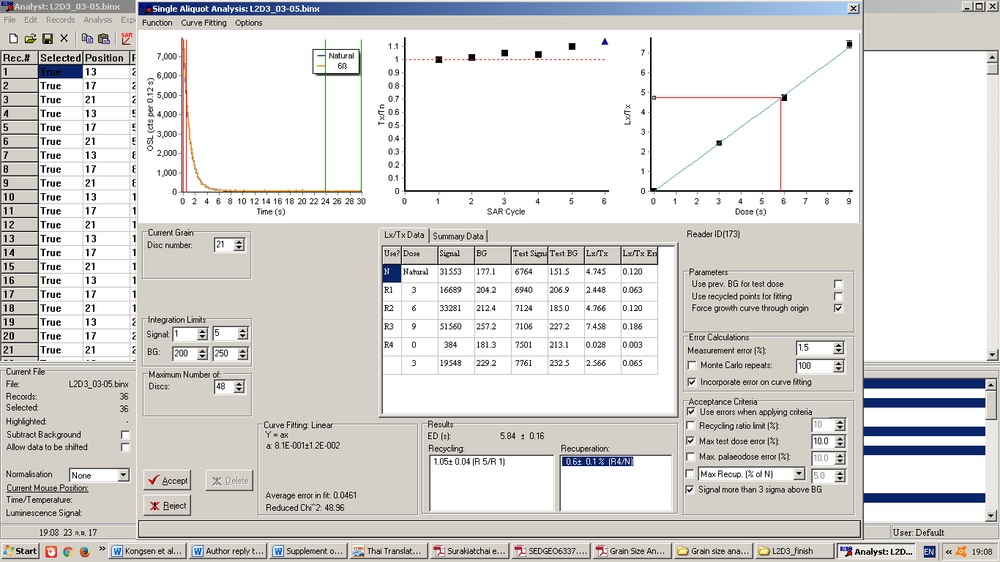 Analyst: L2D3_03-05.binx
File Edit Records Analysis Exp
SAR
Rec.# Selected Position
1 True 13 2
2 True 17 2
3 True 21 2
4 True 13 5
5 True 17 5
6 True 21 5
7 True 13 8
8 True 17 8
9 True 21 8
10 True 13 1
11 True 17 1
12 True 21 1
13 True 13 1
14 True 17 1
15 True 21 1
16 True 13 1
17 True 17 1
18 True 21 1
19 True 13 2
20 True 17 2
21 True 21 2
Current File
File: L2D3_03-05.binx
Records: 36
Selected: 36
Highlighted: -
Subtract Background
Allow data to be shifted
Normalisation None
Current Mouse Position:
Time/Temperature:
Luminescence Signal:
19:08 23 ก.ย. 17
Single Aliquot Analysis: L2D3_03-05.binx
Function Curve Fitting Options
OSL (cts per 0.12 s)
7,000
6,000
5,000
4,000
3,000
2,000
1,000
0
Natural
6ß
0 2 4 6 8 10 12 14 16 18 20 22 24 26 28 30
Time (s)
Tx/Tn
1.1
1
0.9
0.8
0.7
0.6
0.5
0.4
0.3
0.2
0.1
0
0 1 2 3 4 5 6
SAR Cycle
Lx/Tx
7
6
5
4
3
2
1
0
0 1 2 3 4 5 6 7 8 9
Dose (s)
Current Grain
Disc number: 21
Integration Limits
Signal: 1 5
BG: 200 250
Maximum Number of:
Discs: 48
Accept
Delete
Reject
Lx/Tx Data Summary Data
Use? Dose Signal BG Test Signa Test BG Lx/Tx Lx/Tx Err
N Natural 31553 177.1 6764 151.5 4.745 0.120
R1 3 16689 204.2 6940 206.9 2.448 0.063
R2 6 33281 212.4 7124 185.0 4.766 0.120
R3 9 51560 257.2 7106 227.2 7.458 0.186
R4 0 384 181.3 7501 213.1 0.028 0.003
3 19548 229.2 7761 232.5 2.566 0.065
Curve Fitting: Linear
Y = ax
a: 8.1E-001±1.2E-002
Average error in fit: 0.0461
Reduced Chi^2: 48.96
Results
ED (s): 5.84 ± 0.16
Recycling:
1.05± 0.04 (R 5/R 1)
Recuperation:
0.6± 0.1 % (R4/N)
Reader ID(173)
Parameters
Use prev. BG for test dose
Use recycled points for fitting
Force growth curve through origin
Error Calculations
Measurement error (%): 1.5
Monte Carlo repeats: 100
Incorporate error on curve fitting
Acceptance Criteria
Use errors when applying criteria
Recycling ratio limit (%): 10
Max test dose error (%): 10.0
Max. palaeodose error (%): 10.0
Max Recup. (% of N) 5.0
Signal more than 3 sigma above BG
User: Default
Start Kongsen et al... Author reply t... Supplement o... Thai Translat... Surakiatchai e... SEDGEO6337.... Grain Size An... Grain size ana... L2D3_finish Analyst: L2D... EN 19:08